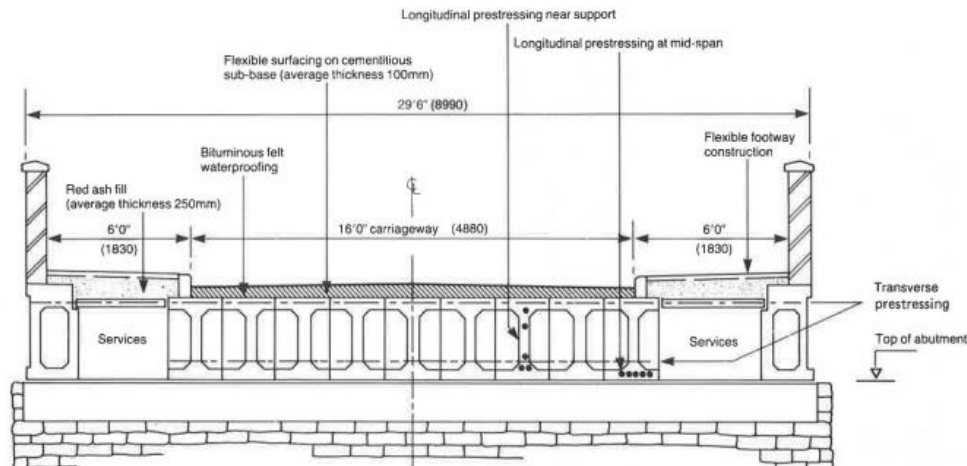 Longitudinal prestressing near support
Longitudinal prestressing at mid-span
Flexible surfacing on cementitious
sub-base (average thickness 100mm)
29'6" (8990)
Flexible footway
construction
Bituminous felt
waterproofing
℄
Red ash fill
(average thickness 250mm)
6'0"
(1830)
16'0" carriageway (4880)
6'0"
(1830)
Transverse
prestressing
Services
Services
Top of abutment